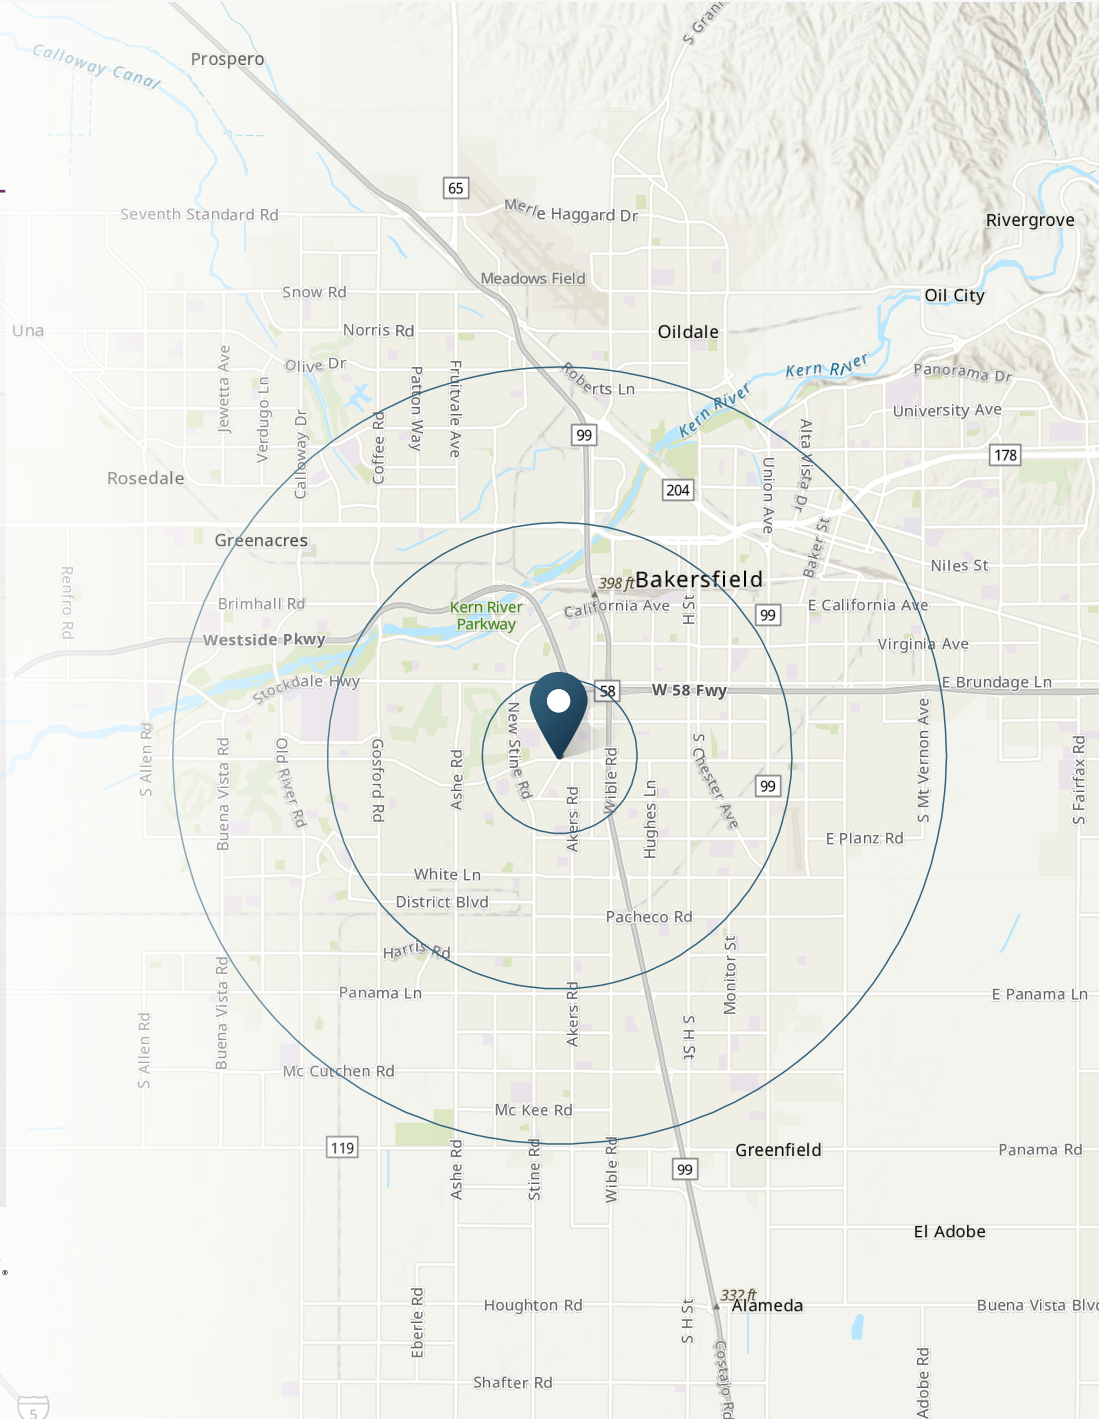 S Gran
Prospero
Calloway Canal
65
Seventh Standard Rd
Merle Haggard Dr
Rivergrove
Meadows Field
Snow Rd
Oil City
Una
Norris Rd
Oildale
Olive Dr
Kern River
Panorama Dr
Roberts Ln
Jewetta Ave
Verdugo Ln
Calloway Dr
Coffee Rd
Patton Way
Fruitvale Ave
Kern River
University Ave
99
Alta Vista Dr
178
Rosedale
204
Union Ave
Greenacres
Baker St
Niles St
398 ft
Bakersfield
Renfro Rd
Brimhall Rd
Kern River
Parkway
California Ave
H St
99
E California Ave
Westside Pkwy
Virginia Ave
Stockdale Hwy
58
W 58 Fwy
E Brundage Ln
S Allen Rd
Buena Vista Rd
Old River Rd
Gosford Rd
Ashe Rd
New Stine Rd
Akers Rd
Wible Rd
Hughes Ln
S Chester Ave
99
S Mt Vernon Ave
S Fairfax Rd
E Planz Rd
White Ln
District Blvd
Pacheco Rd
Harris Rd
Monitor St
Buena Vista Rd
Panama Ln
Akers Rd
E Panama Ln
S Allen Rd
S H St
Mc Cutchen Rd
Mc Kee Rd
119
Ashe Rd
Stine Rd
Wible Rd
99
Greenfield
Panama Rd
El Adobe
®
332 ft
Eberle Rd
Houghton Rd
S H St
Alameda
Buena Vista Blvd
Costajo Rd
Adobe Rd
Shafter Rd
5